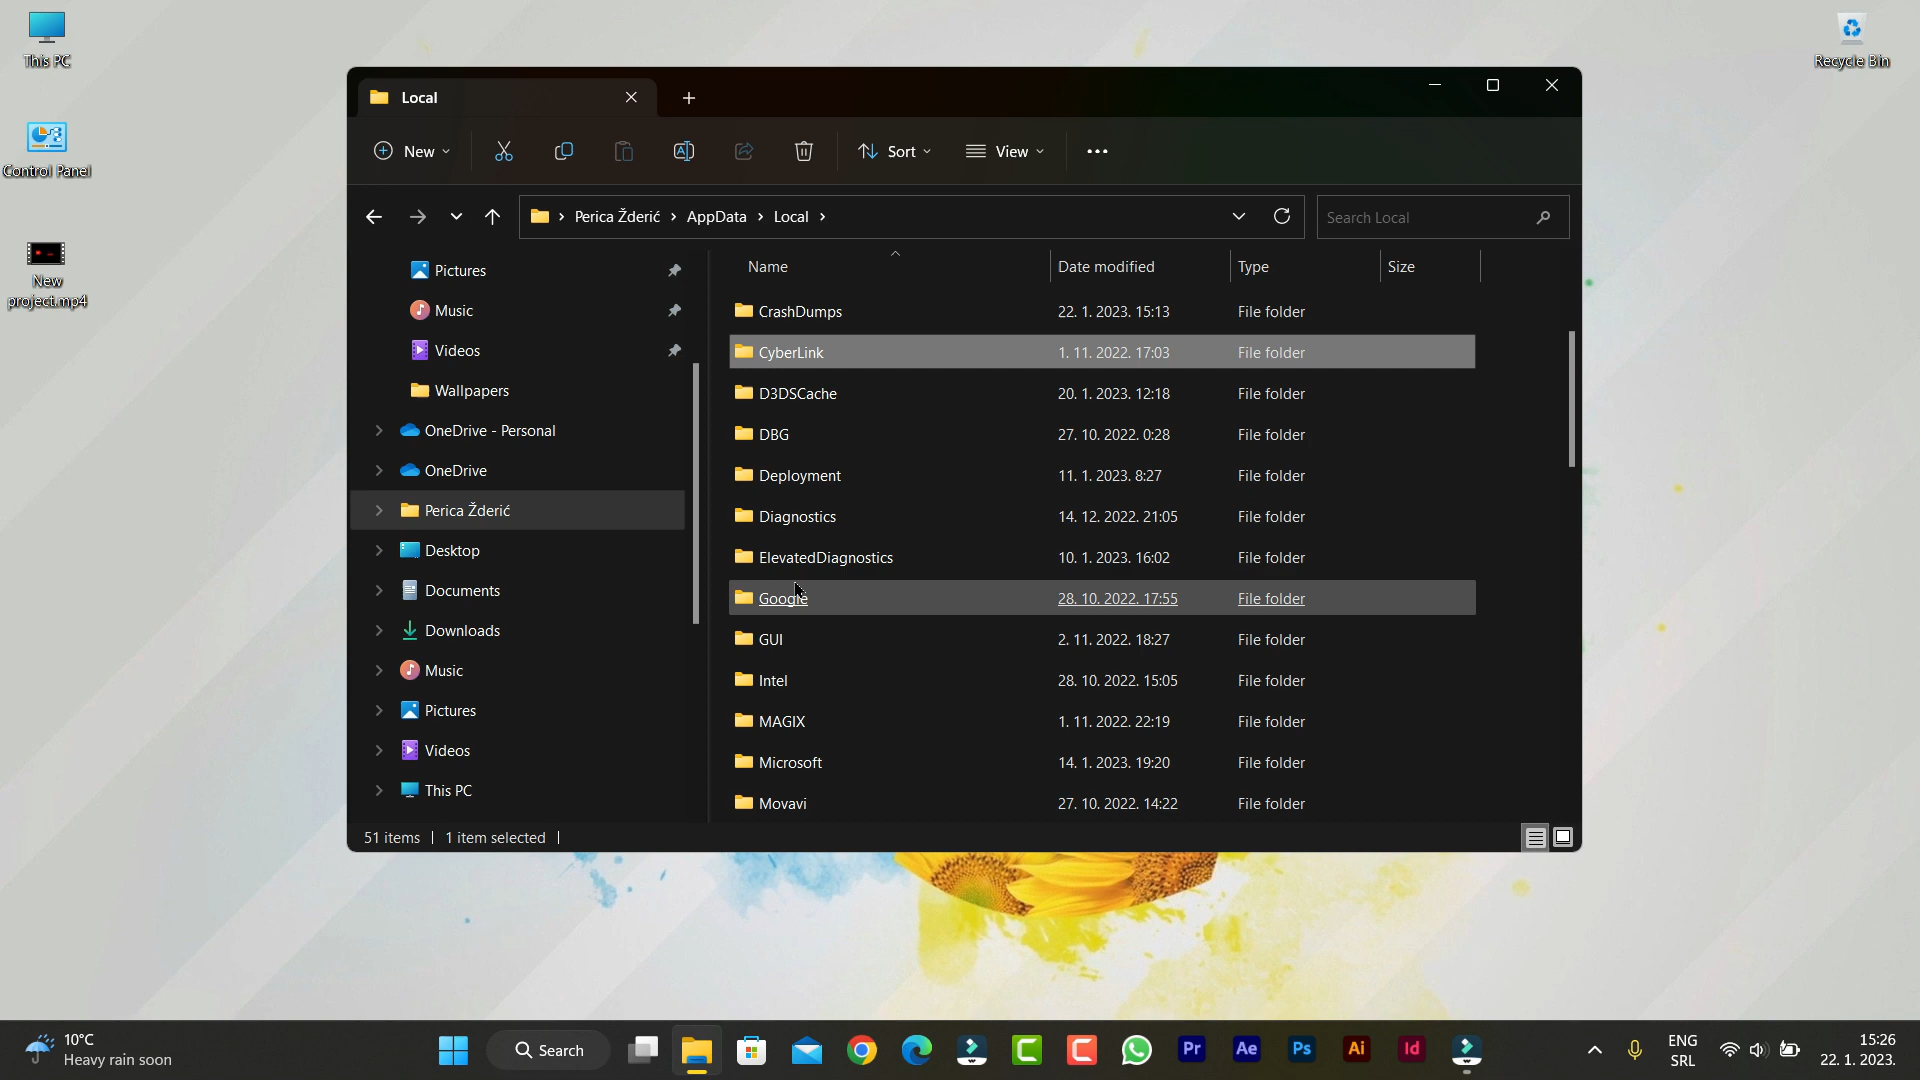 This PC
Control Panel
New
project.mp4
Recycle Bin
Local
New
Sort
View
Perica Žderić
AppData
Local
Search Local
Pictures
Music
Videos
Wallpapers
OneDrive - Personal
OneDrive
Perica Žderić
Desktop
Documents
Downloads
Music
Pictures
Videos
This PC
Name Date modified Type Size
CrashDumps 22. 1. 2023. 15:13 File folder
CyberLink 1. 11. 2022. 17:03 File folder
D3DSCache 20. 1. 2023. 12:18 File folder
DBG 27. 10. 2022. 0:28 File folder
Deployment 11. 1. 2023. 8:27 File folder
Diagnostics 14. 12. 2022. 21:05 File folder
ElevatedDiagnostics 10. 1. 2023. 16:02 File folder
Google 28. 10. 2022. 17:55 File folder
GUI 2. 11. 2022. 18:27 File folder
Intel 28. 10. 2022. 15:05 File folder
MAGIX 1. 11. 2022. 22:19 File folder
Microsoft 14. 1. 2023. 19:20 File folder
Movavi 27. 10. 2022. 14:22 File folder
51 items 1 item selected
10°C
Heavy rain soon
Search
Pr
Ae
Ps
Ai
Id
ENG
SRL
15:26
22. 1. 2023.